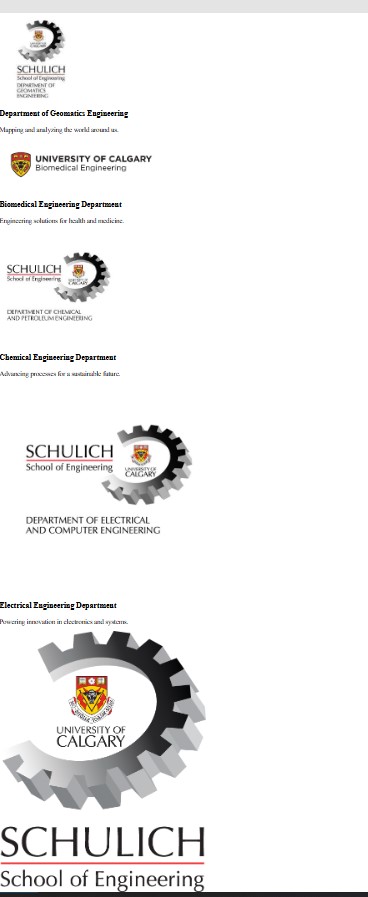 UNIVERSITY OF
CALGARY
SCHULICH
School of Engineering
DEPARTMENT OF
GEOMATICS
ENGINEERING
Department of Geomatics Engineering
Mapping and analyzing the world around us.
UNIVERSITY OF CALGARY
Biomedical Engineering
Biomedical Engineering Department
Engineering solutions for health and medicine.
SCHULICH
School of Engineering
UNIVERSITY OF
CALGARY
DEPARTMENT OF CHEMICAL
AND PETROLEUM ENGINEERING
Chemical Engineering Department
Advancing processes for a sustainable future.
SCHULICH
School of Engineering
UNIVERSITY OF
CALGARY
DEPARTMENT OF ELECTRICAL
AND COMPUTER ENGINEERING
Electrical Engineering Department
Powering innovation in electronics and systems.
UNIVERSITY OF
CALGARY
SCHULICH
School of Engineering